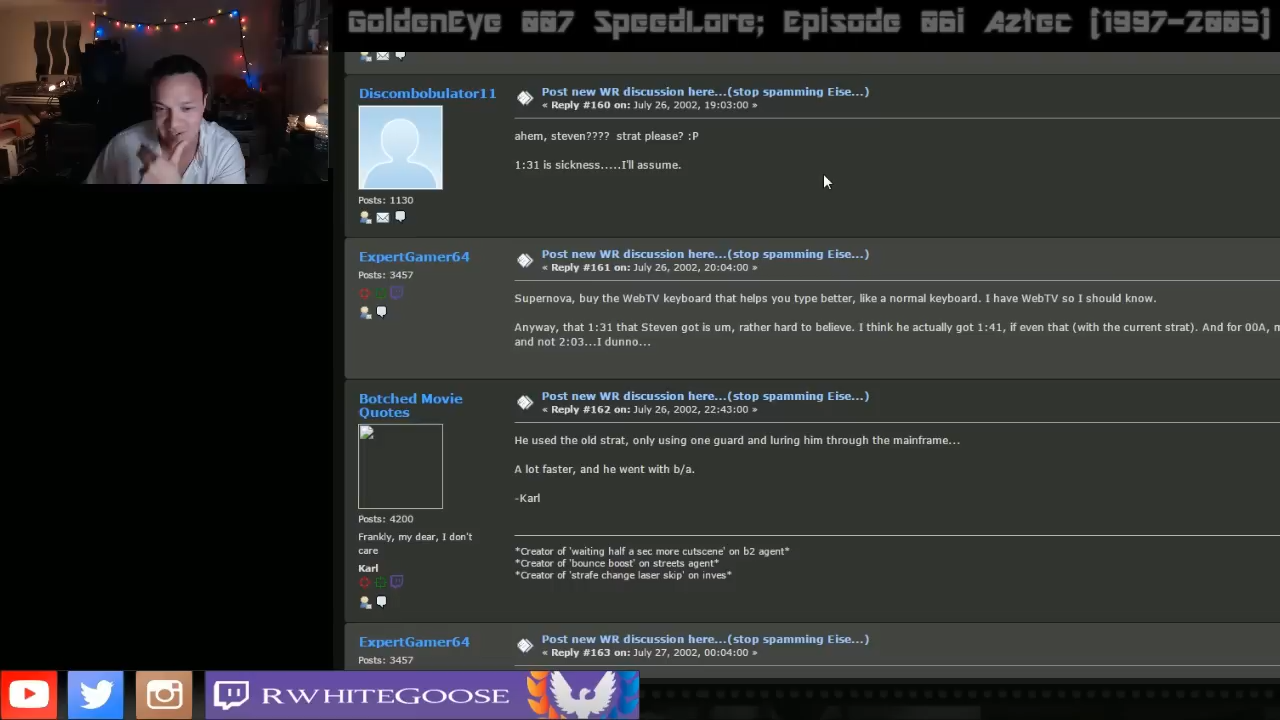 GoldenEye 007 SpeedLore; Episode 06i Aztec [1997-2005]
Discombobulator11
Posts: 1130
Post new WR discussion here...(stop spamming Eise...)
« Reply #160 on: July 26, 2002, 19:03:00 »
ahem, steven???? strat please? :P
1:31 is sickness.....I'll assume.
ExpertGamer64
Posts: 3457
Post new WR discussion here...(stop spamming Eise...)
« Reply #161 on: July 26, 2002, 20:04:00 »
Supernova, buy the WebTV keyboard that helps you type better, like a normal keyboard. I have WebTV so I should know.
Anyway, that 1:31 that Steven got is um, rather hard to believe. I think he actually got 1:41, if even that (with the current strat). And for 00A,
and not 2:03...I dunno...
Botched Movie
Quotes
Posts: 4200
Frankly, my dear, I don't
care
Karl
Post new WR discussion here...(stop spamming Eise...)
« Reply #162 on: July 26, 2002, 22:43:00 »
He used the old strat, only using one guard and luring him through the mainframe...
A lot faster, and he went with b/a.
-Karl
*Creator of 'waiting half a sec more cutscene' on b2 agent*
*Creator of 'bounce boost' on streets agent*
*Creator of 'strafe change laser skip' on inves*
ExpertGamer64
Posts: 3457
Post new WR discussion here...(stop spamming Eise...)
« Reply #163 on: July 27, 2002, 00:04:00 »
RWHITEGOOSE